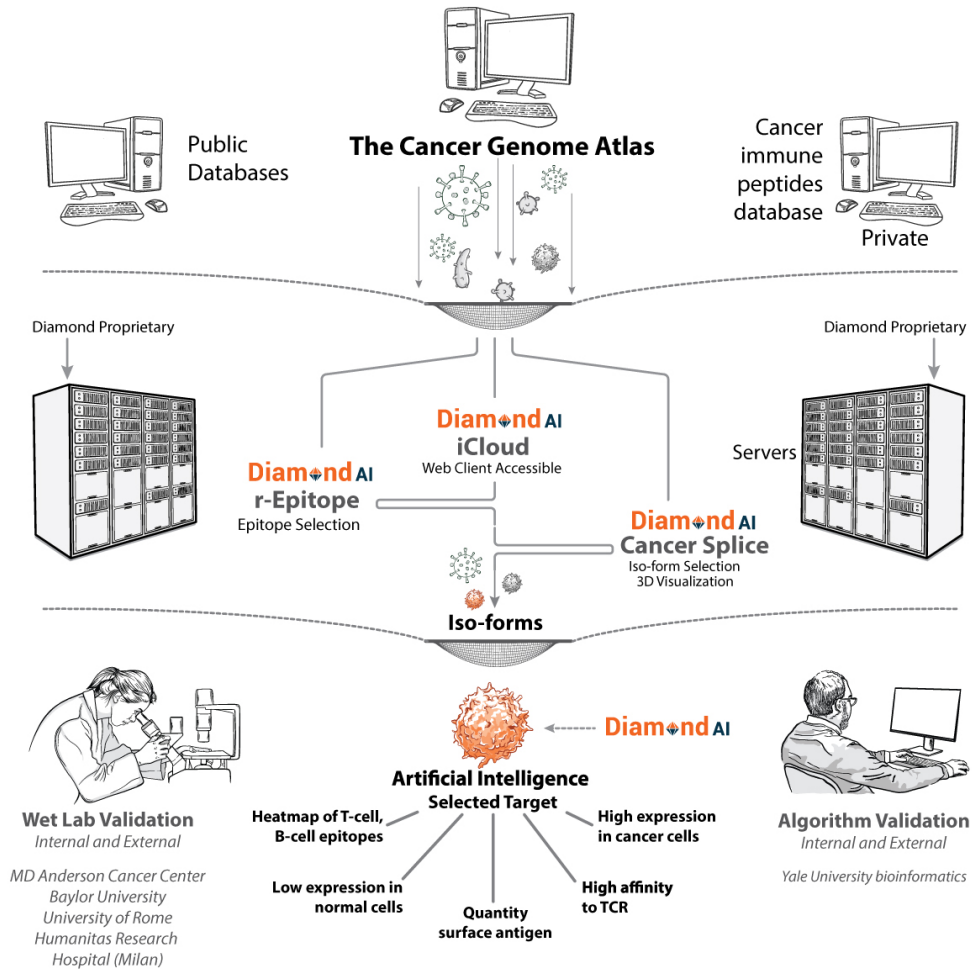 The Cancer Genome Atlas
Public
Databases
Cancer
immune
peptides
database
Private
Diamond Proprietary
Diamond Proprietary
Diamond AI
iCloud
Web Client Accessible
Servers
Diamond AI
r-Epitope
Epitope Selection
Diamond AI
Cancer Splice
Iso-form Selection
3D Visualization
Iso-forms
Diamond AI
Artificial Intelligence
Selected Target
Heatmap of T-cell,
B-cell epitopes
High expression
in cancer cells
Low expression in
normal cells
High affinity
to TCR
Quantity
surface antigen
Wet Lab Validation
Internal and External
MD Anderson Cancer Center
Baylor University
University of Rome
Humanitas Research
Hospital (Milan)
Algorithm Validation
Internal and External
Yale University bioinformatics